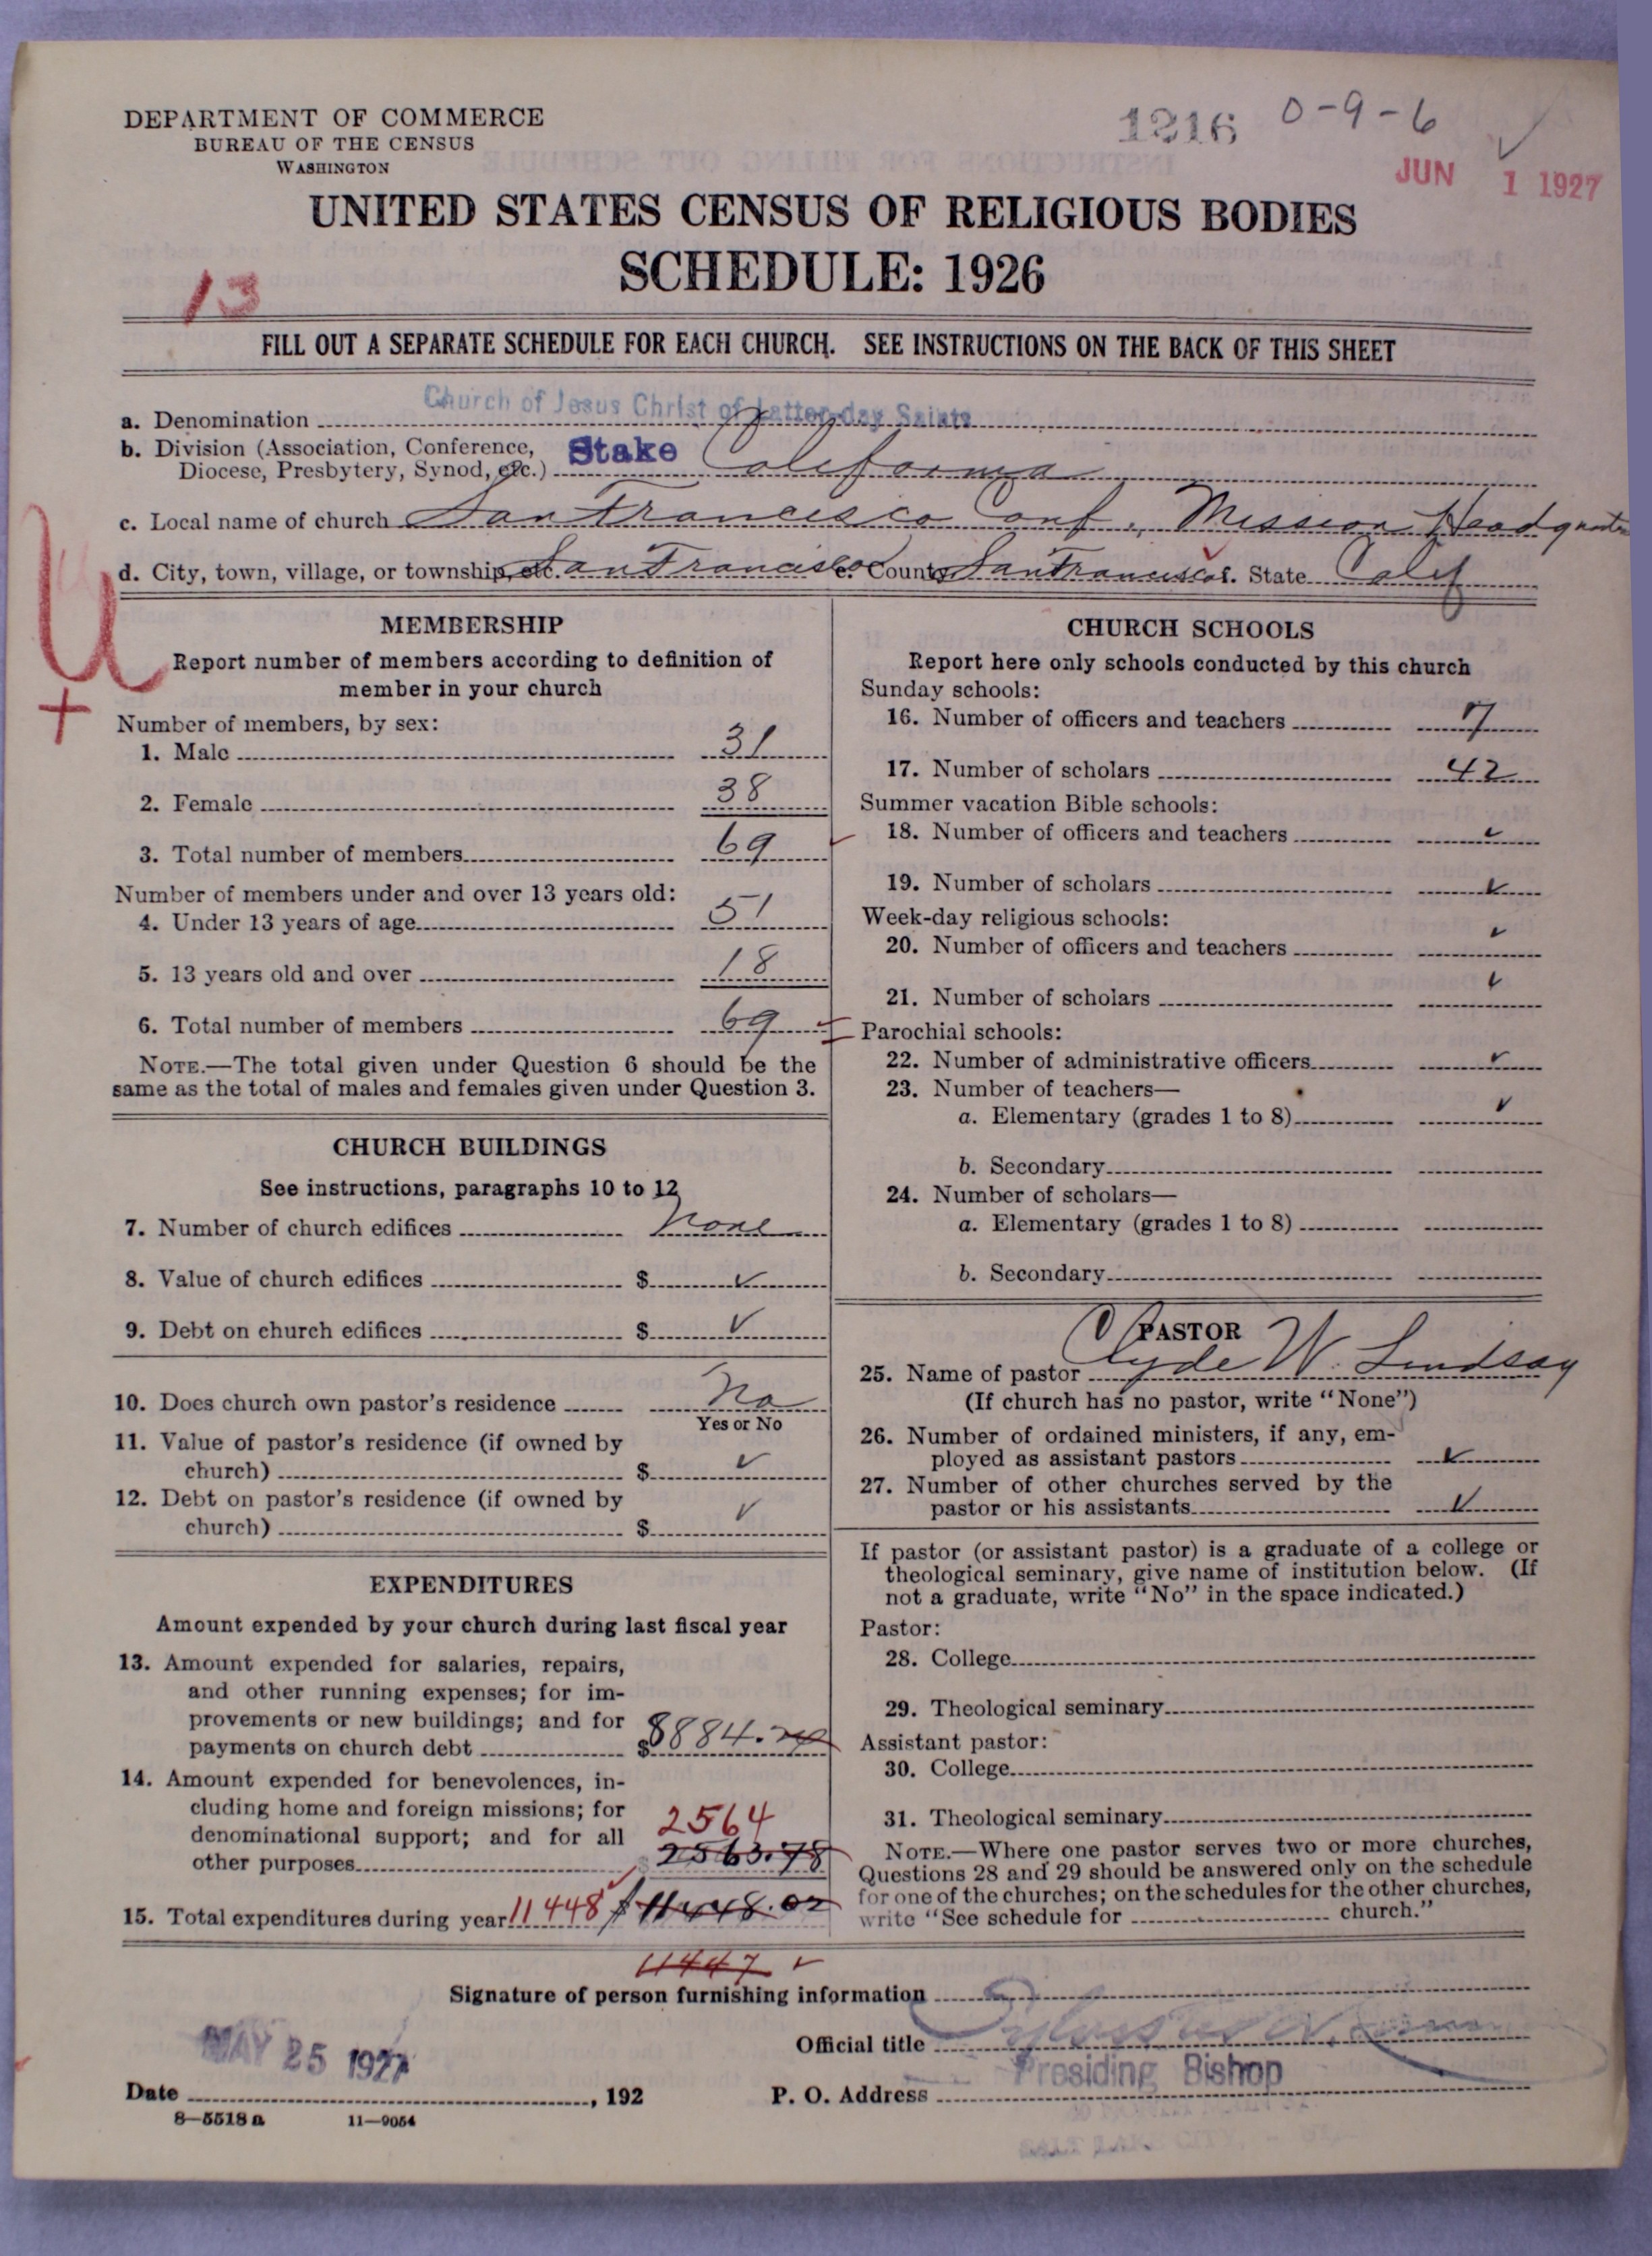 DEPARTMENT OF COMMERCE
BUREAU OF THE CENSUS
WASHINGTON
1216 0-9-6
JUN 1 1927
UNITED STATES CENSUS OF RELIGIOUS BODIES
SCHEDULE: 1926
13
FILL OUT A SEPARATE SCHEDULE FOR EACH CHURCH. SEE INSTRUCTIONS ON THE BACK OF THIS SHEET
a. Denomination Church of Jesus Christ of Latter-day Saints
b. Division (Association, Conference,
Diocese, Presbytery, Synod, etc.) Stake California
c. Local name of church San Francisco Conf. Mission Headquarters
d. City, town, village, or township, etc. San Francisco e. County San Francisco f. State Calif
U
+
MEMBERSHIP
Report number of members according to definition of
member in your church
Number of members, by sex:
1. Male 31
2. Female 38
3. Total number of members 69
Number of members under and over 13 years old:
4. Under 13 years of age 51
5. 13 years old and over 18
6. Total number of members 69
NOTE.—The total given under Question 6 should be the
same as the total of males and females given under Question 3.
CHURCH BUILDINGS
See instructions, paragraphs 10 to 12
7. Number of church edifices None
8. Value of church edifices $ ✓
9. Debt on church edifices $ ✓
10. Does church own pastor's residence No
Yes or No
11. Value of pastor's residence (if owned by
church) $ ✓
12. Debt on pastor's residence (if owned by
church) $ ✓
EXPENDITURES
Amount expended by your church during last fiscal year
13. Amount expended for salaries, repairs,
and other running expenses; for im-
provements or new buildings; and for
payments on church debt $8884.
14. Amount expended for benevolences, in-
cluding home and foreign missions; for
denominational support; and for all 2564
other purposes 2563.78
15. Total expenditures during year 11448 $11448.02
11447 ✓
CHURCH SCHOOLS
Report here only schools conducted by this church
Sunday schools:
16. Number of officers and teachers 7
17. Number of scholars 42
Summer vacation Bible schools:
18. Number of officers and teachers ✓
19. Number of scholars ✓
Week-day religious schools:
20. Number of officers and teachers ✓
21. Number of scholars ✓
Parochial schools:
22. Number of administrative officers ✓
23. Number of teachers—
a. Elementary (grades 1 to 8) ✓
b. Secondary
24. Number of scholars—
a. Elementary (grades 1 to 8)
b. Secondary
PASTOR
25. Name of pastor Clyde W. Lindsay
(If church has no pastor, write "None")
26. Number of ordained ministers, if any, em-
ployed as assistant pastors ✓
27. Number of other churches served by the
pastor or his assistants ✓
If pastor (or assistant pastor) is a graduate of a college or
theological seminary, give name of institution below. (If
not a graduate, write "No" in the space indicated.)
Pastor:
28. College
29. Theological seminary
Assistant pastor:
30. College
31. Theological seminary
NOTE.—Where one pastor serves two or more churches,
Questions 28 and 29 should be answered only on the schedule
for one of the churches; on the schedules for the other churches,
write "See schedule for church."
Signature of person furnishing information
Official title
Presiding Bishop
MAY 25 1927
Date , 192
P. O. Address
8—5518 a 11—9054
SALT LAKE CITY,